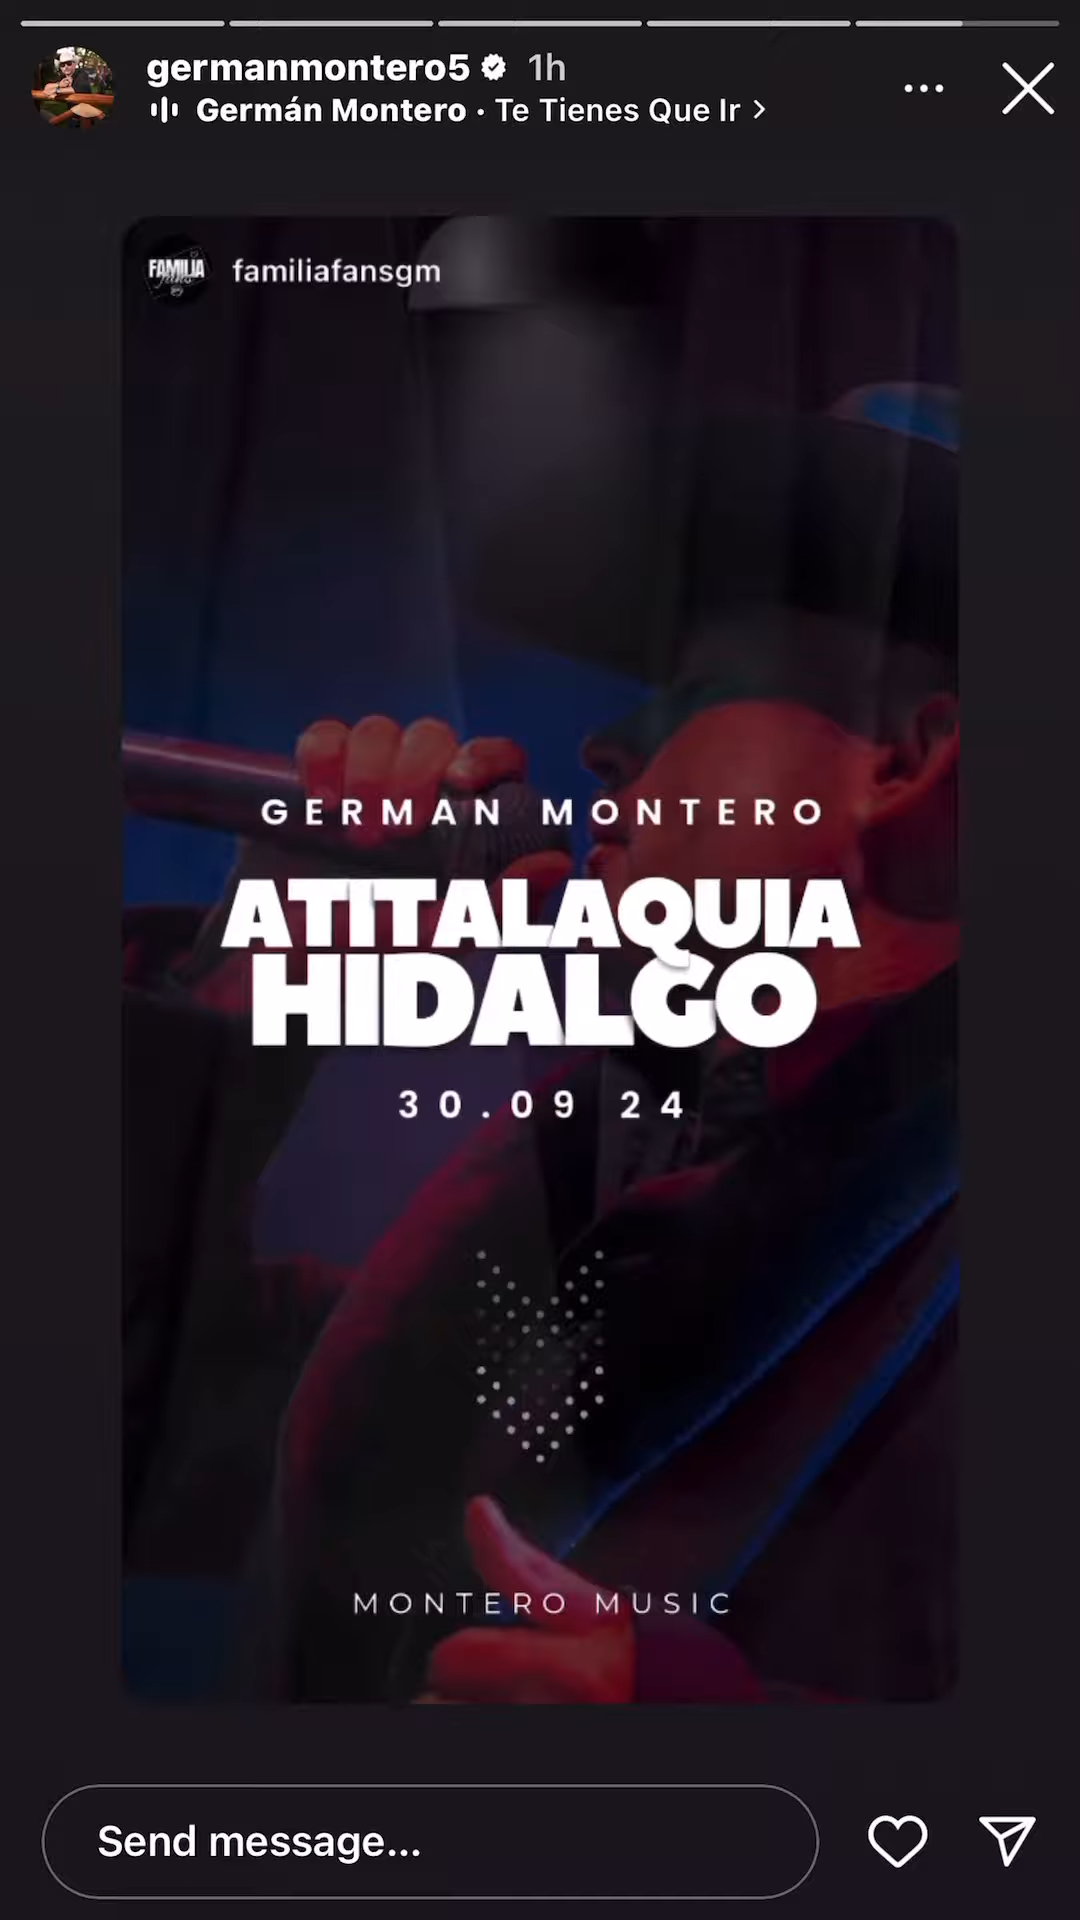 germanmontero5 1h
Germán Montero · Te Tienes Que Ir
FAMILIA
familiafansgm
GERMAN MONTERO
ATITALAQUIA
HIDALGO
30.09 24
MONTERO MUSIC
Send message...